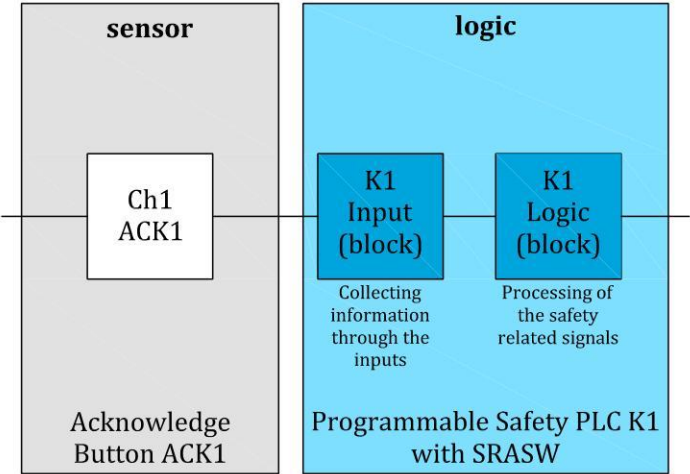 sensor
Ch1
ACK1
Acknowledge
Button ACK1
logic
K1
Input
(block)
Collecting
information
through the
inputs
K1
Logic
(block)
Processing of
the safety
related signals
Programmable Safety PLC K1
with SRASW